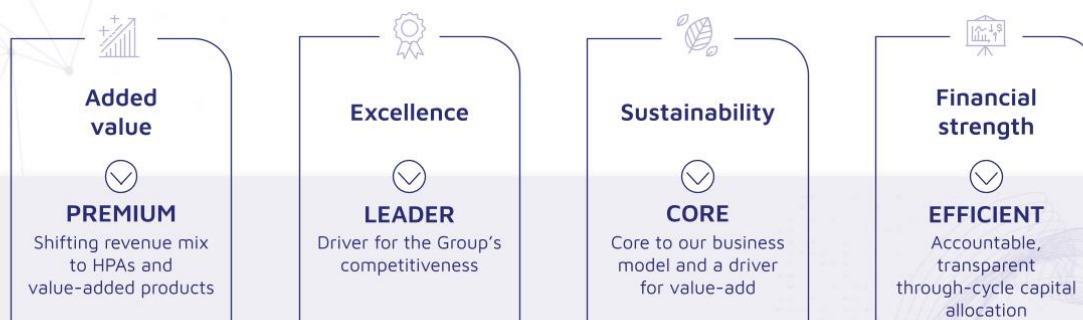 Added
value
PREMIUM
Shifting revenue mix
to HPAs and
value-added products
Excellence
LEADER
Driver for the Group's
competitiveness
Sustainability
CORE
Core to our business
model and a driver
for value-add
Financial
strength
EFFICIENT
Accountable,
transparent
through-cycle capital
allocation